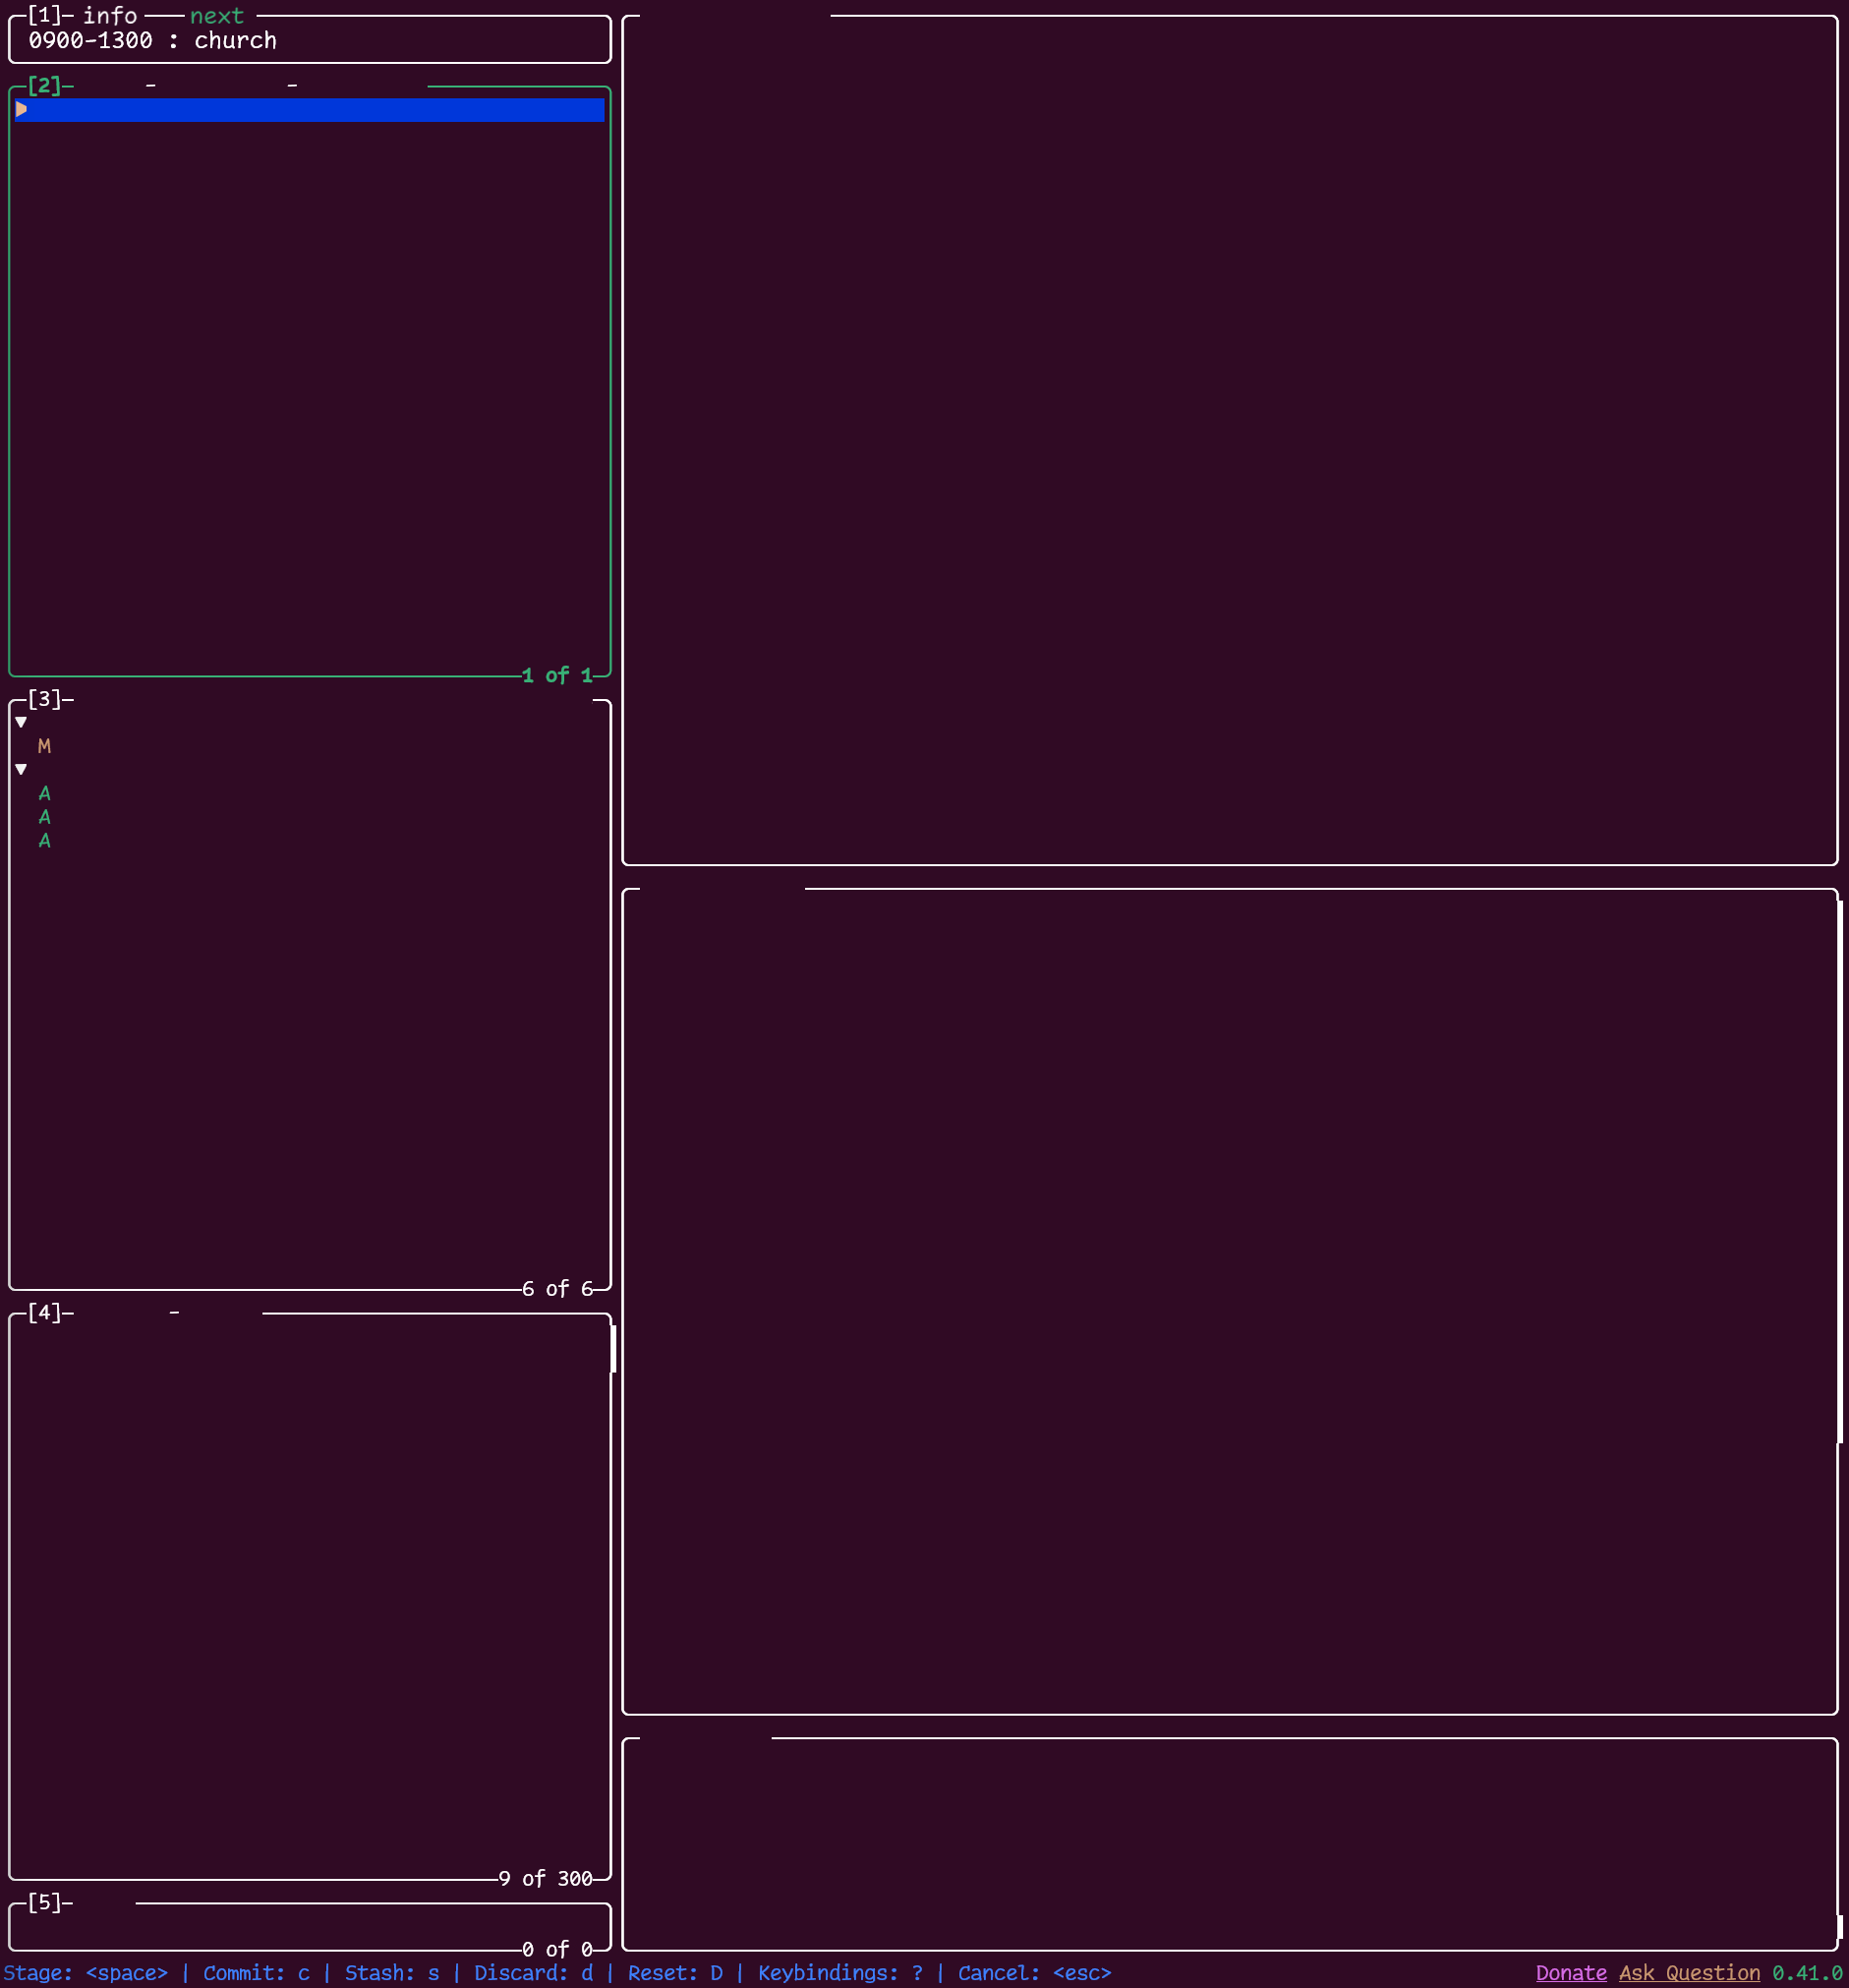 [1] info next
0900-1300 : church
[2] - -
1 of 1
[3]
M
A
A
A
6 of 6
[4] -
9 of 300
[5]
0 of 0
Stage: <space> | Commit: c | Stash: s | Discard: d | Reset: D | Keybindings: ? | Cancel: <esc> Donate Ask Question 0.41.0